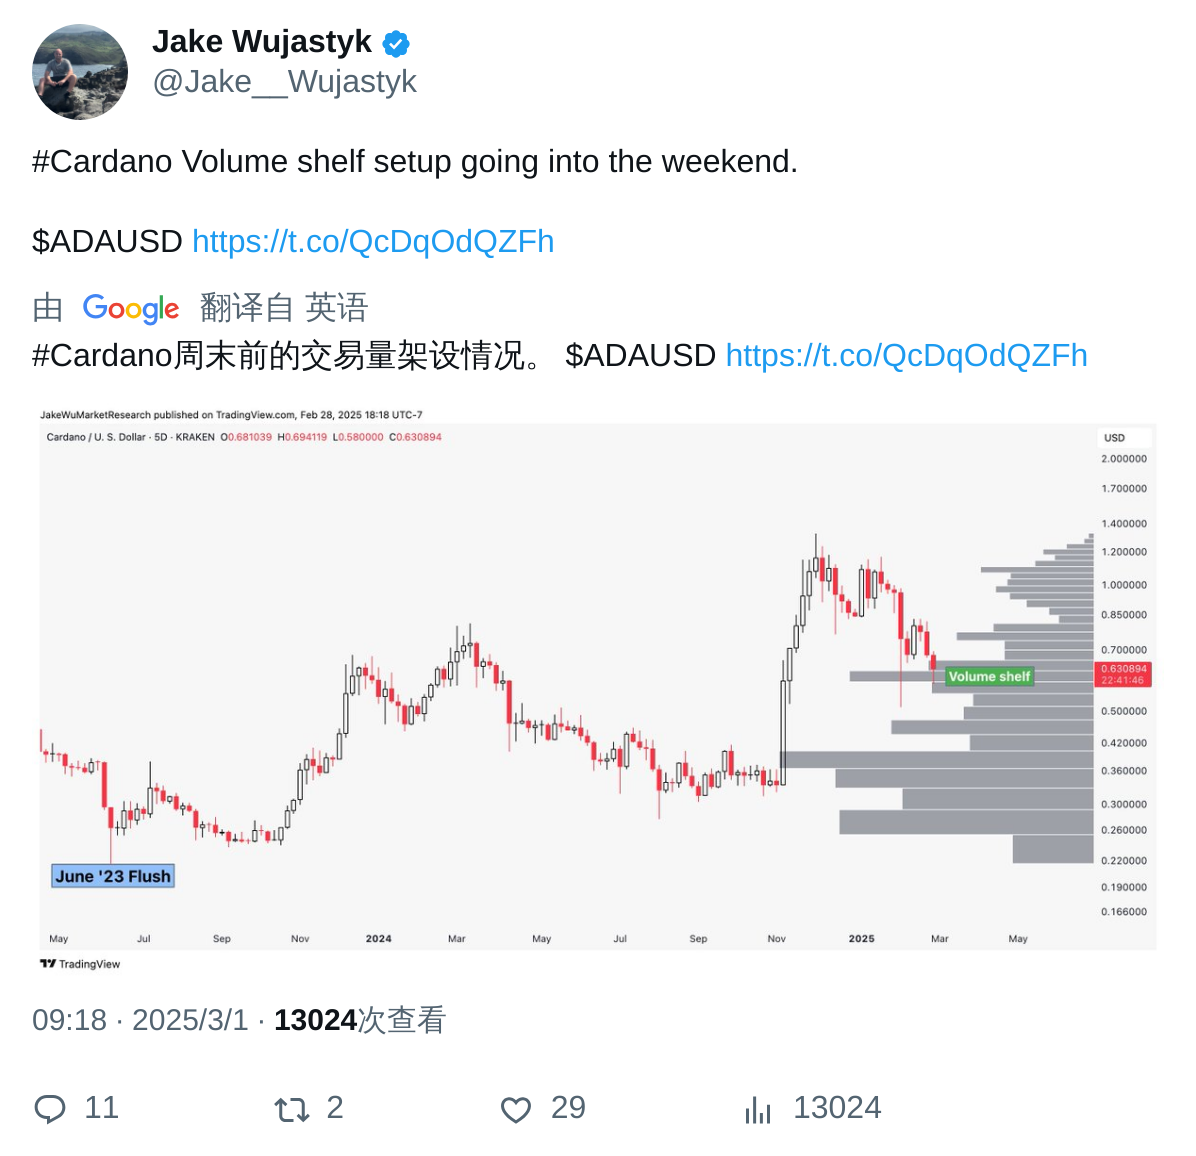 Jake Wujastyk
@Jake__Wujastyk
#Cardano Volume shelf setup going into the weekend.
$ADAUSD https://t.co/QcDqOdQZFh
由 Google 翻译自 英语
#Cardano周末前的交易量架设情况。 $ADAUSD https://t.co/QcDqOdQZFh
JakeWuMarketResearch published on TradingView.com, Feb 28, 2025 18:18 UTC-7
Cardano / U. S. Dollar · 5D · KRAKEN O0.681039 H0.694119 L0.580000 C0.630894
USD
2.000000
1.700000
1.400000
1.200000
1.000000
0.850000
0.700000
0.630894
22:41:46
Volume shelf
0.500000
0.420000
0.360000
0.300000
0.260000
0.220000
0.190000
0.166000
June '23 Flush
May Jul Sep Nov 2024 Mar May Jul Sep Nov 2025 Mar May
TradingView
09:18 · 2025/3/1 · 13024次查看
11 2 29 13024